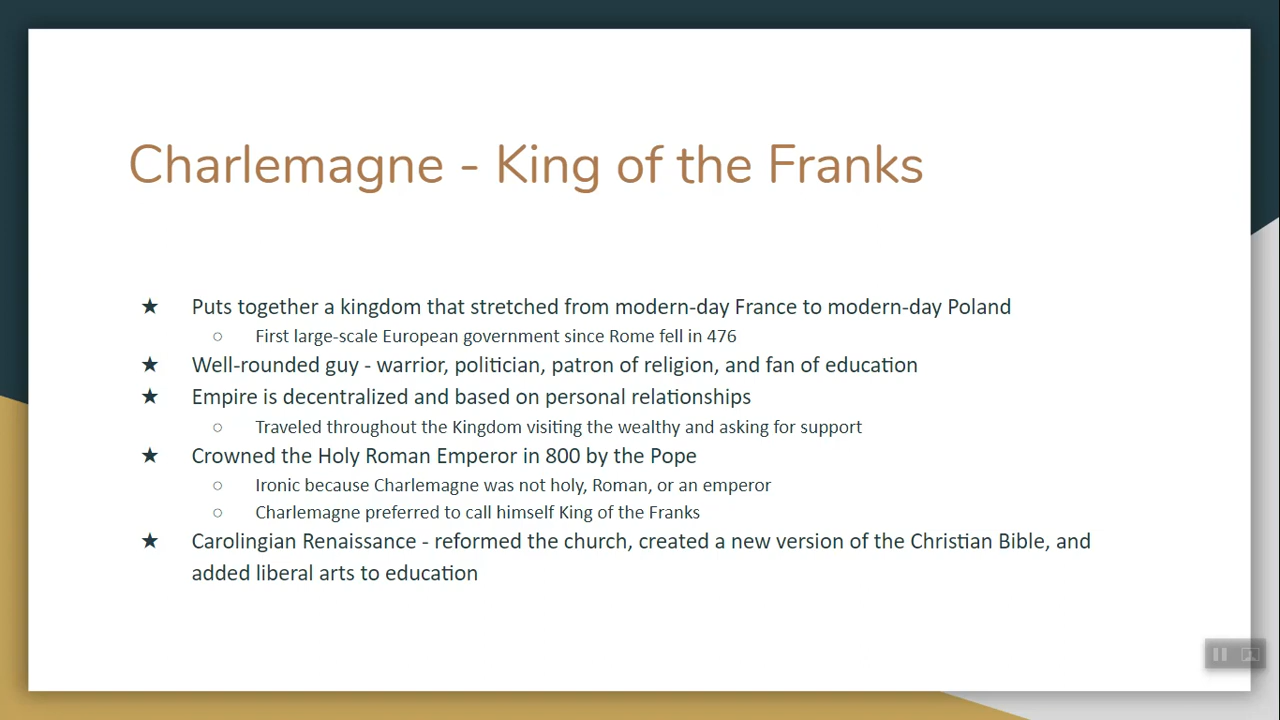 Charlemagne - King of the Franks
★ Puts together a kingdom that stretched from modern-day France to modern-day Poland
○ First large-scale European government since Rome fell in 476
★ Well-rounded guy - warrior, politician, patron of religion, and fan of education
★ Empire is decentralized and based on personal relationships
○ Traveled throughout the Kingdom visiting the wealthy and asking for support
★ Crowned the Holy Roman Emperor in 800 by the Pope
○ Ironic because Charlemagne was not holy, Roman, or an emperor
○ Charlemagne preferred to call himself King of the Franks
★ Carolingian Renaissance - reformed the church, created a new version of the Christian Bible, and
added liberal arts to education